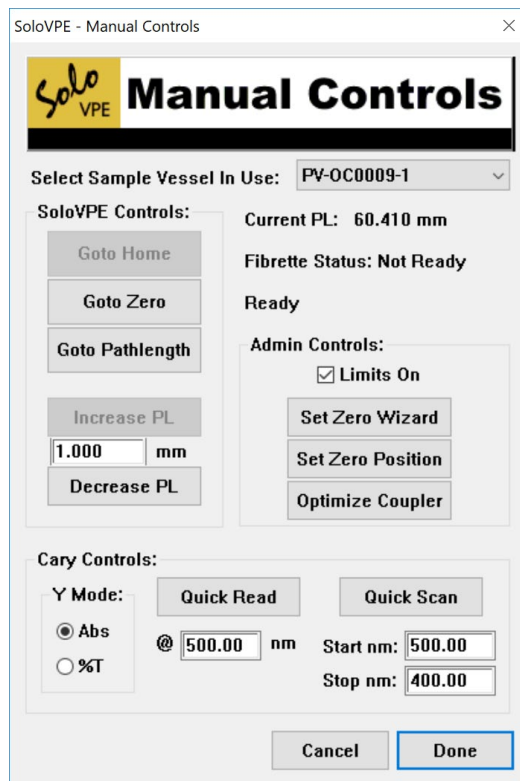 SoloVPE - Manual Controls
Solo VPE Manual Controls
Select Sample Vessel In Use: PV-OC0009-1
SoloVPE Controls:
Goto Home
Goto Zero
Goto Pathlength
Increase PL
1.000 mm
Decrease PL
Current PL: 60.410 mm
Fibrette Status: Not Ready
Ready
Admin Controls:
Limits On
Set Zero Wizard
Set Zero Position
Optimize Coupler
Cary Controls:
Y Mode:
Abs
%T
Quick Read
@ 500.00 nm
Quick Scan
Start nm: 500.00
Stop nm: 400.00
Cancel Done